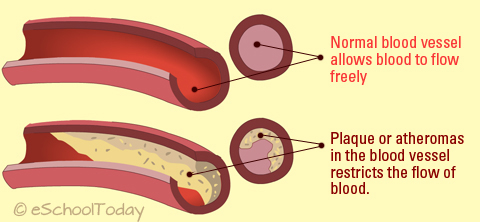 Normal blood vessel
allows blood to flow
freely
Plaque or atheromas
in the blood vessel
restricts the flow of
blood.
© eSchoolToday